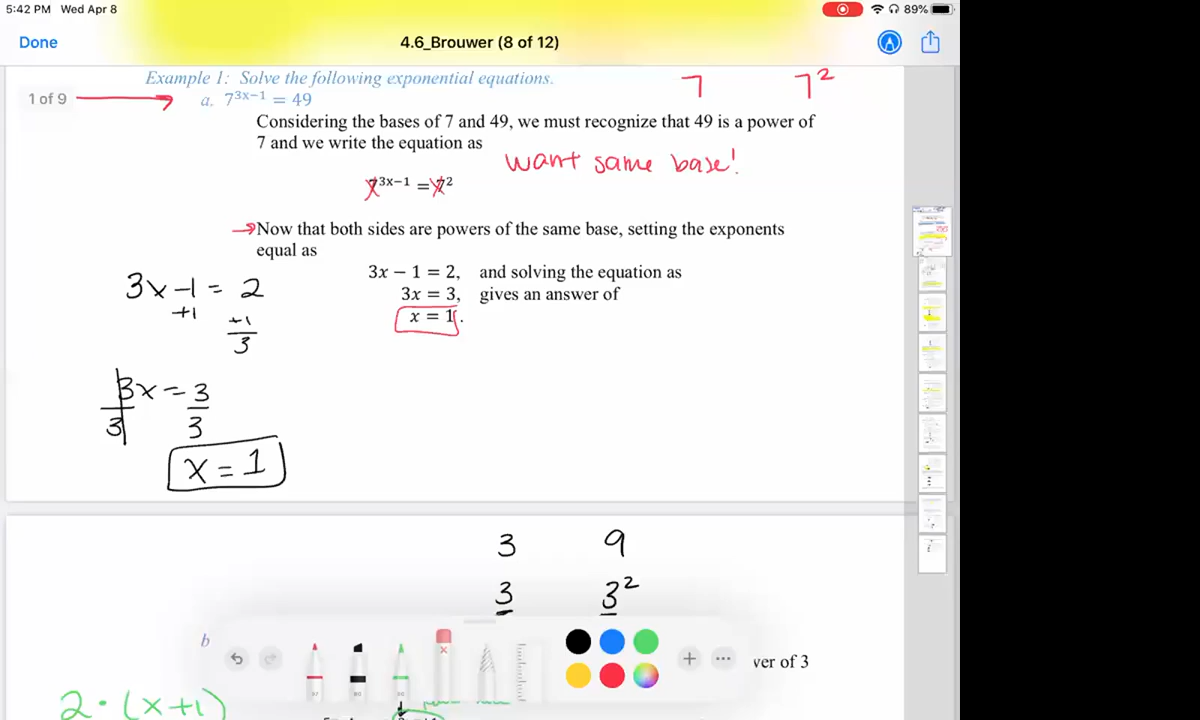 5:42 PM Wed Apr 8
89%
Done
4.6_Brouwer (8 of 12)
Example 1: Solve the following exponential equations.
7 7²
1 of 9
a. 7³ˣ⁻¹ = 49
Considering the bases of 7 and 49, we must recognize that 49 is a power of
7 and we write the equation as
want same base!
7³ˣ⁻¹ = 7²
Now that both sides are powers of the same base, setting the exponents
equal as
3x − 1 = 2, and solving the equation as
3x = 3, gives an answer of
x = 1.
3x − 1 = 2
+1 +1
3
3x = 3
3 3
x = 1
3 9
3 3²
b
ver of 3
2 · (x+1)